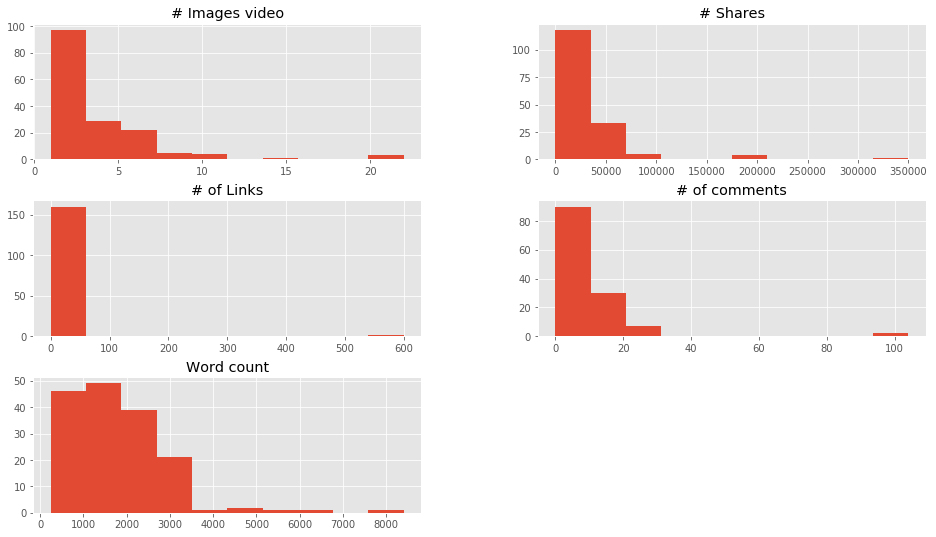 # Images video
100
80
60
40
20
0
0 5 10 15 20
# Shares
100
75
50
25
0
0 50000 100000 150000 200000 250000 300000 350000
# of Links
150
100
50
0
0 100 200 300 400 500 600
# of comments
80
60
40
20
0
0 20 40 60 80 100
Word count
50
40
30
20
10
0
0 1000 2000 3000 4000 5000 6000 7000 8000